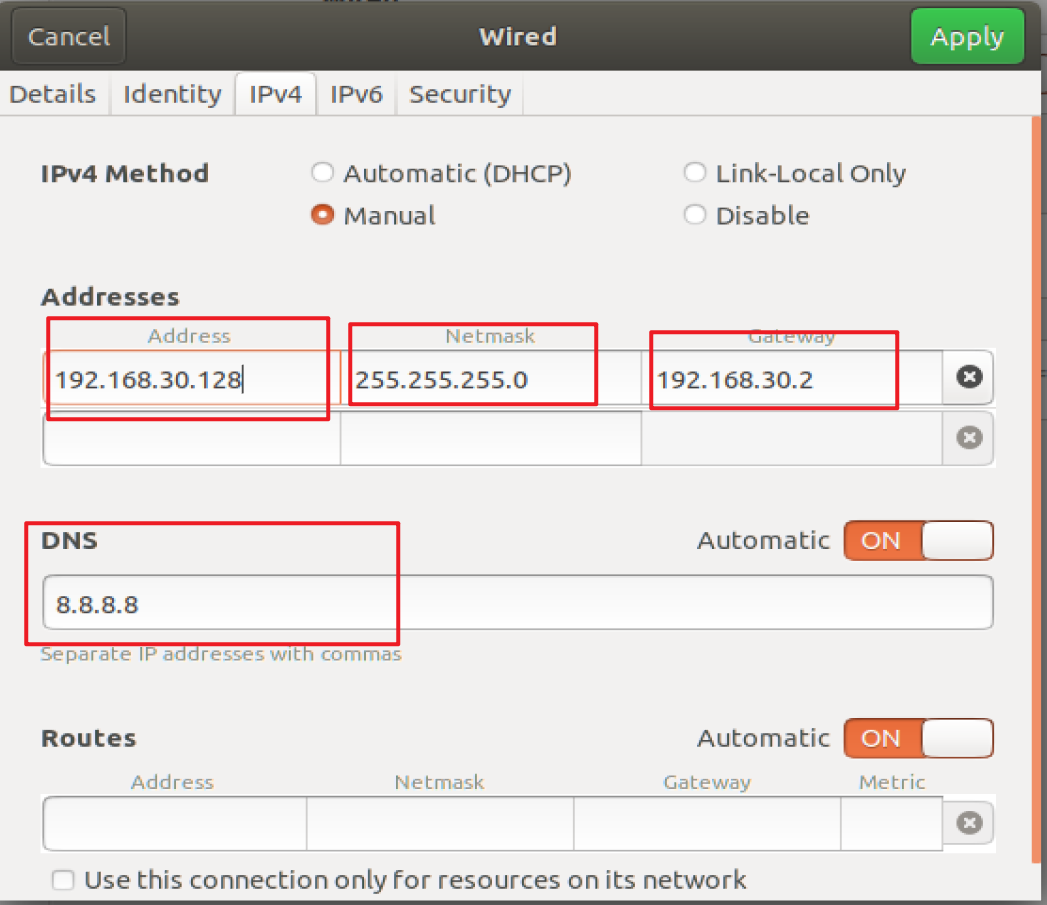 Cancel Wired Apply
Details Identity IPv4 IPv6 Security
IPv4 Method Automatic (DHCP) Link-Local Only
Manual Disable
Addresses
Address Netmask Gateway
192.168.30.128 255.255.255.0 192.168.30.2
DNS Automatic ON
8.8.8.8
Separate IP addresses with commas
Routes Automatic ON
Address Netmask Gateway Metric
Use this connection only for resources on its network